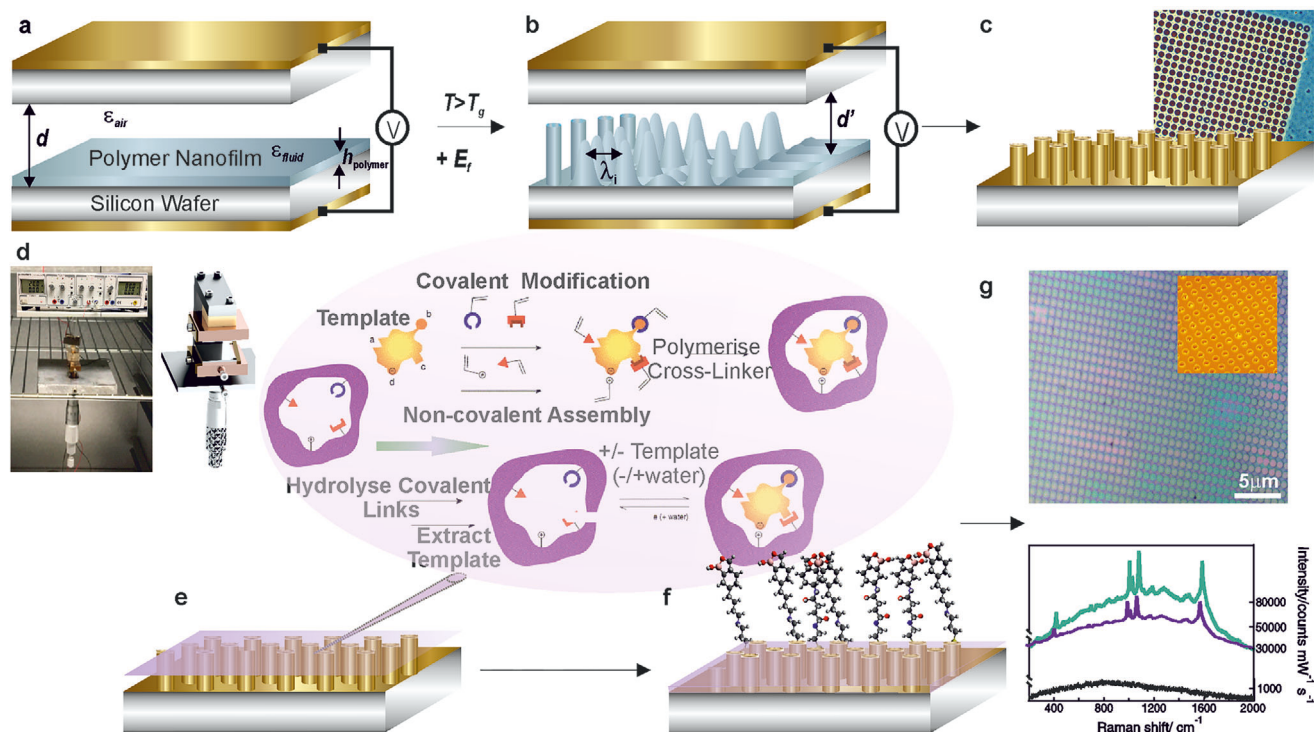 a
b
c
d
ε_air
Polymer Nanofilm
ε_fluid
h_polymer
Silicon Wafer
V
T>T_g
+ E_f
λ_i
d'
V
d
Covalent Modification
Template
a
b
c
d
Polymerise
Cross-Linker
Non-covalent Assembly
+/- Template
(-/+water)
Hydrolyse Covalent
Links
Extract
Template
e (+ water)
g
5μm
e
f
Intensity/counts mW⁻¹ s⁻¹
80000
50000
30000
1000
400
1200
1600
2000
Raman shift/ cm⁻¹